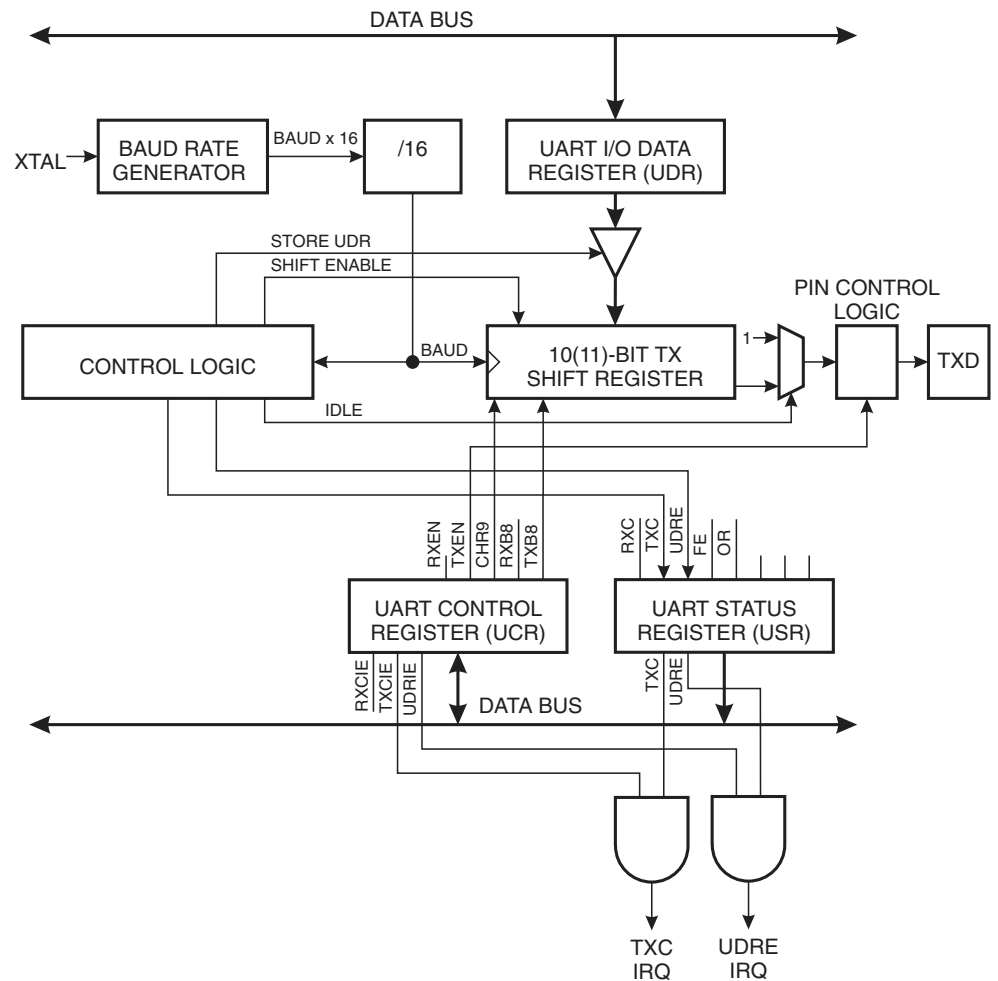 DATA BUS
XTAL
BAUD RATE
GENERATOR
BAUD x 16
/16
UART I/O DATA
REGISTER (UDR)
STORE UDR
SHIFT ENABLE
PIN CONTROL
LOGIC
CONTROL LOGIC
BAUD
10(11)-BIT TX
SHIFT REGISTER
1
TXD
IDLE
RXEN
TXEN
CHR9
RXB8
TXB8
RXC
TXC
UDRE
FE
OR
UART CONTROL
REGISTER (UCR)
UART STATUS
REGISTER (USR)
RXCIE
TXCIE
UDRIE
TXC
UDRE
DATA BUS
TXC
IRQ
UDRE
IRQ